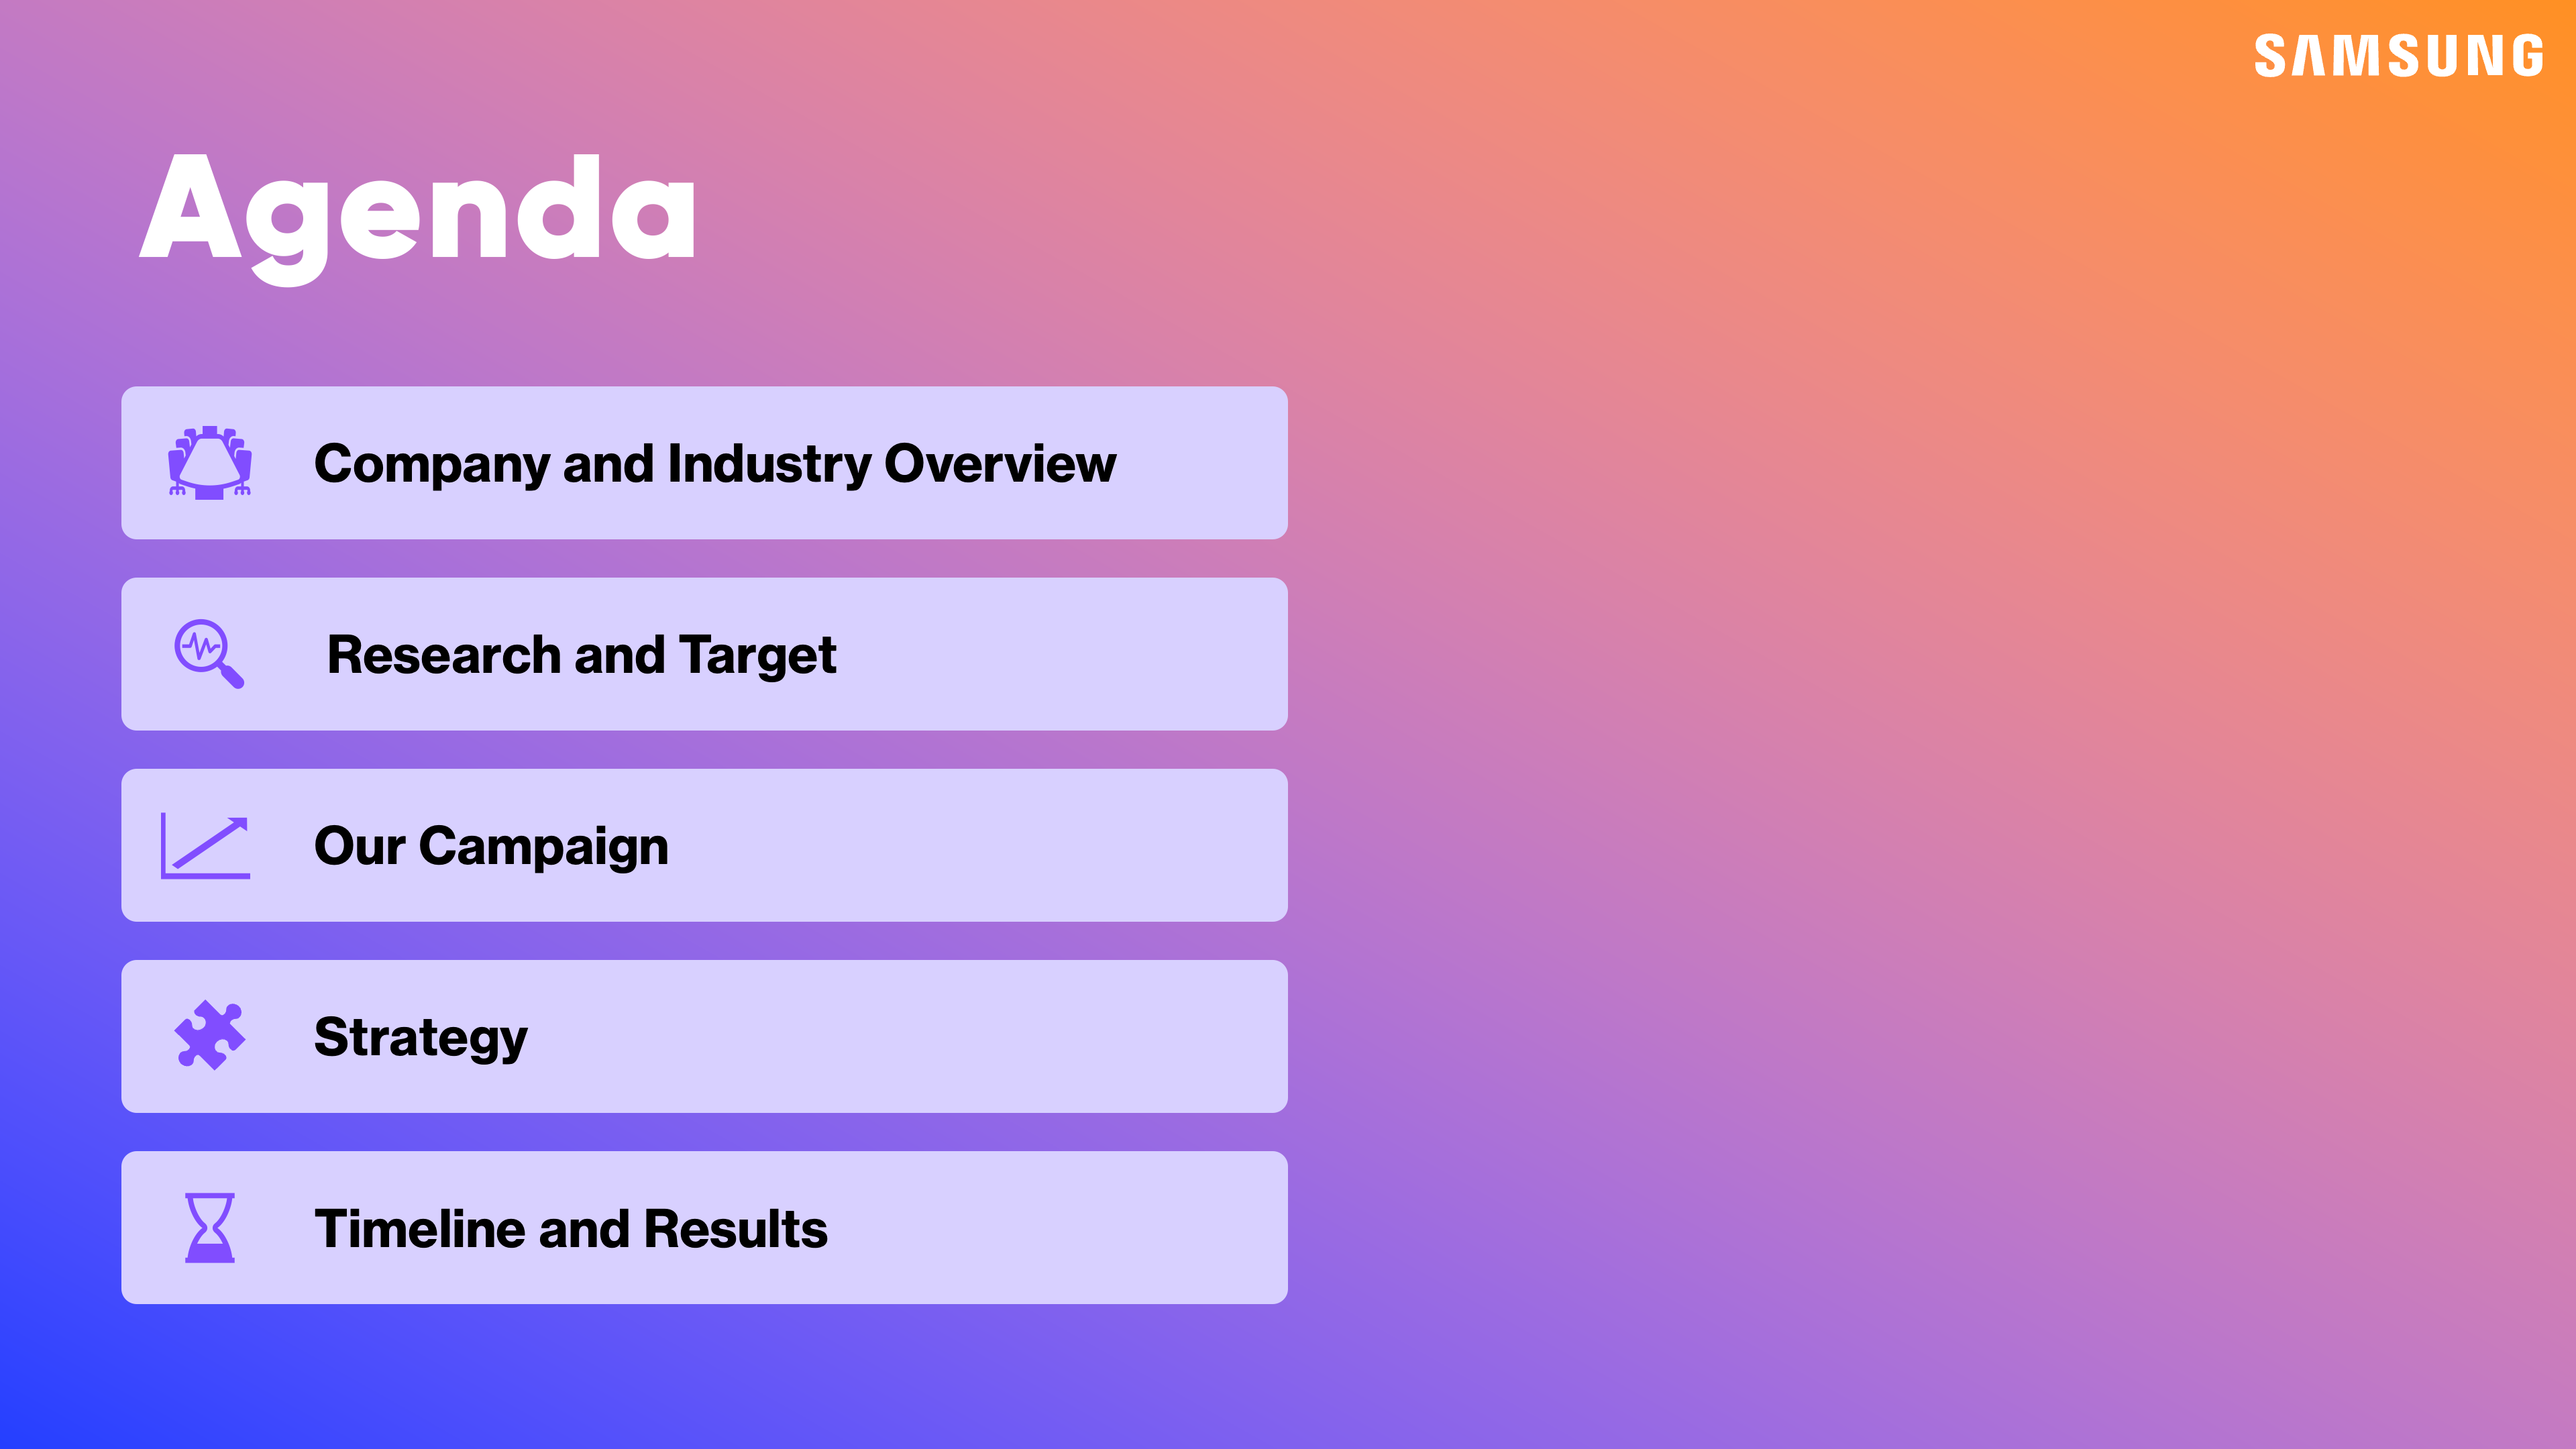 SAMSUNG
Agenda
Company and Industry Overview
Research and Target
Our Campaign
Strategy
Timeline and Results